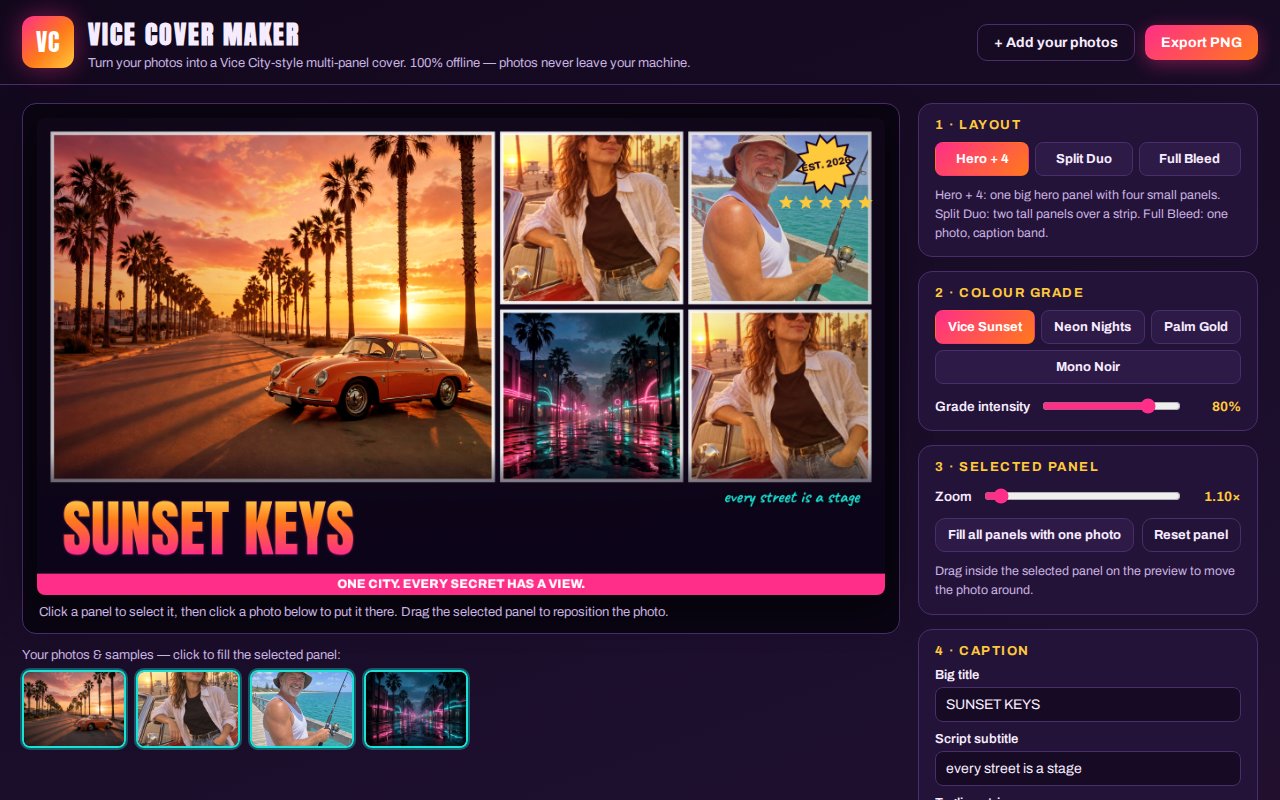 VC
VICE COVER MAKER
Turn your photos into a Vice City-style multi-panel cover. 100% offline — photos never leave your machine.
+ Add your photos
Export PNG
EST. 2026
SUNSET KEYS
every street is a stage
ONE CITY. EVERY SECRET HAS A VIEW.
Click a panel to select it, then click a photo below to put it there. Drag the selected panel to reposition the photo.
Your photos & samples — click to fill the selected panel:
1 · LAYOUT
Hero + 4
Split Duo
Full Bleed
Hero + 4: one big hero panel with four small panels.
Split Duo: two tall panels over a strip. Full Bleed: one
photo, caption band.
2 · COLOUR GRADE
Vice Sunset
Neon Nights
Palm Gold
Mono Noir
Grade intensity
80%
3 · SELECTED PANEL
Zoom
1.10×
Fill all panels with one photo
Reset panel
Drag inside the selected panel on the preview to move
the photo around.
4 · CAPTION
Big title
SUNSET KEYS
Script subtitle
every street is a stage